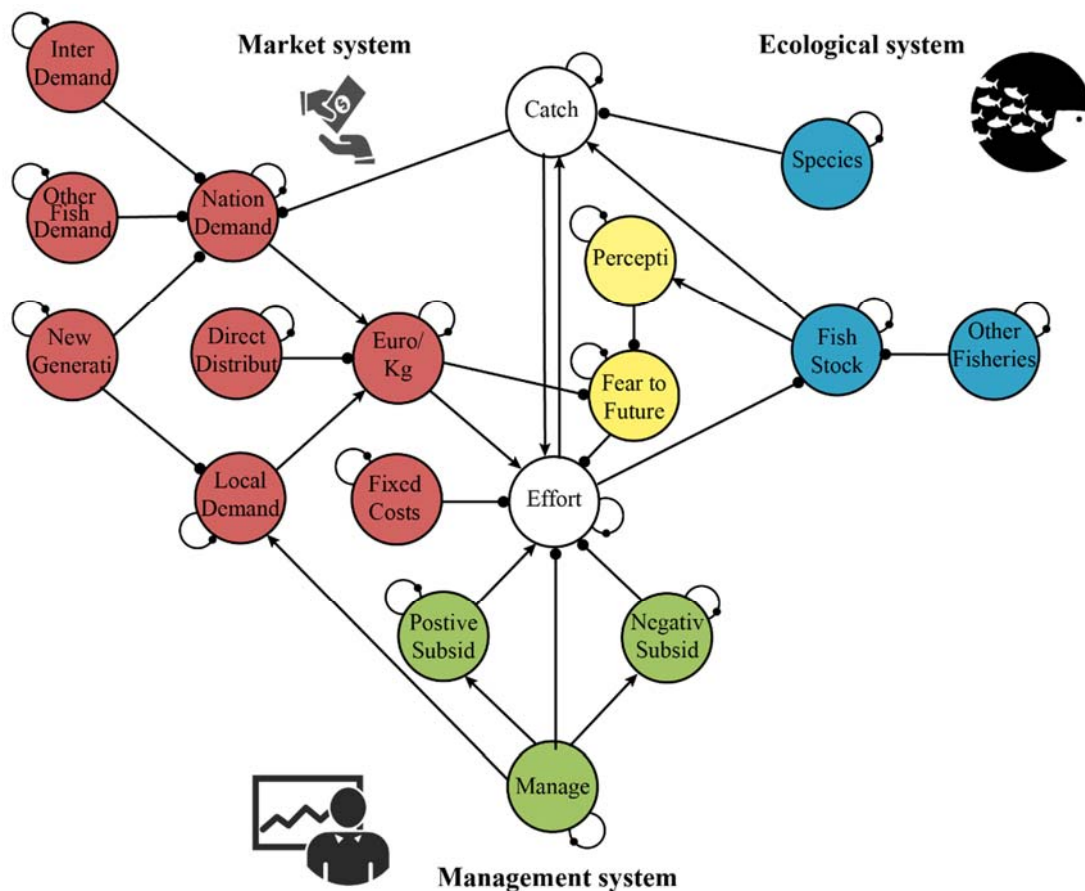 Market system
Ecological system
Inter
Demand
Catch
Species
Other
Fish
Demand
Nation
Demand
Percepti
New
Generati
Direct
Distribut
Euro/
Kg
Fear to
Future
Fish
Stock
Other
Fisheries
Local
Demand
Fixed
Costs
Effort
Postive
Subsid
Negativ
Subsid
Manage
Management system
$